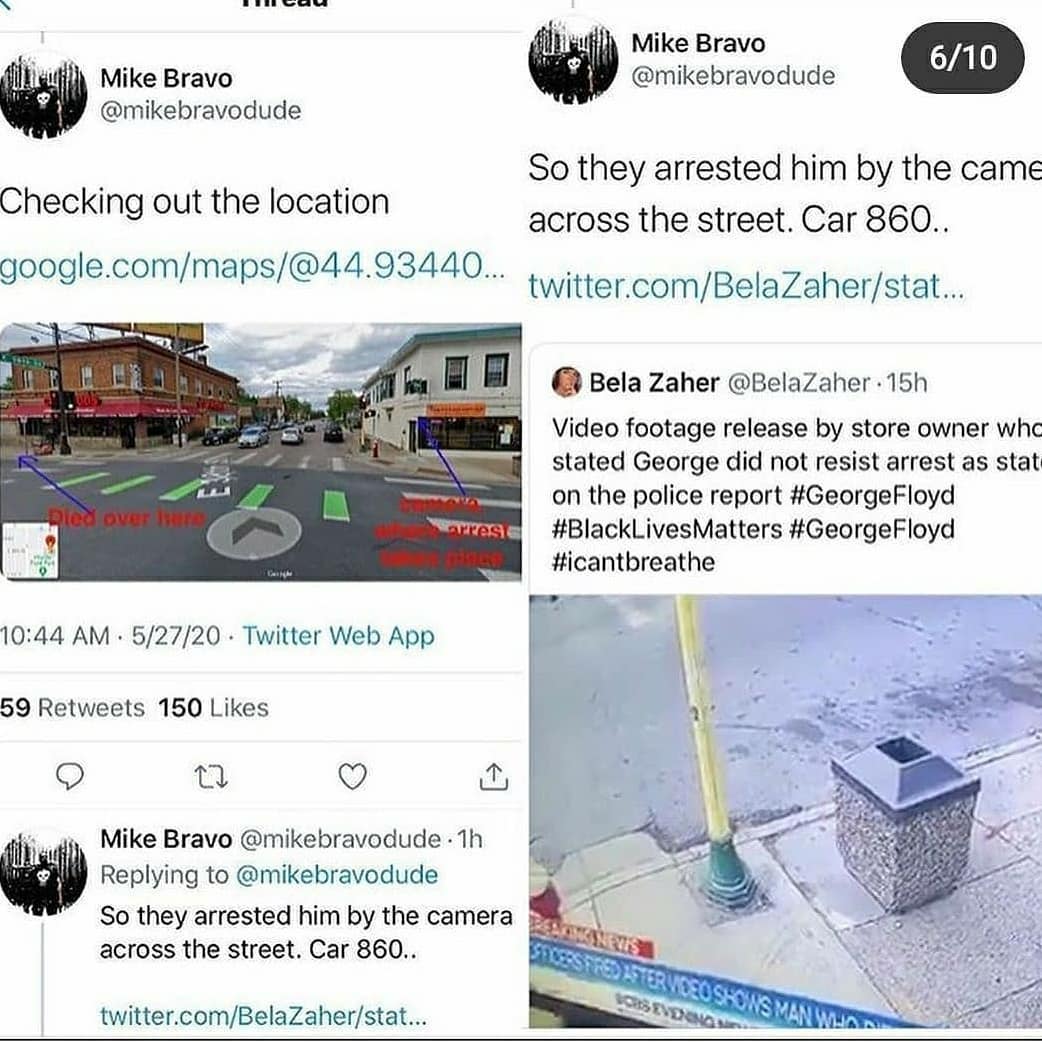 Thread
Mike Bravo
@mikebravodude
Checking out the location
google.com/maps/@44.93440...
Died over here
camera
where arrest
takes place
Google
10:44 AM · 5/27/20 · Twitter Web App
59 Retweets 150 Likes
Mike Bravo @mikebravodude · 1h
Replying to @mikebravodude
So they arrested him by the camera
across the street. Car 860..
twitter.com/BelaZaher/stat...
Mike Bravo
@mikebravodude
6/10
So they arrested him by the came
across the street. Car 860..
twitter.com/BelaZaher/stat...
Bela Zaher @BelaZaher · 15h
Video footage release by store owner who
stated George did not resist arrest as stat
on the police report #GeorgeFloyd
#BlackLivesMatters #GeorgeFloyd
#icantbreathe
BREAKING NEWS
OFFICERS FIRED AFTER VIDEO SHOWS MAN WHO
CBS EVENING